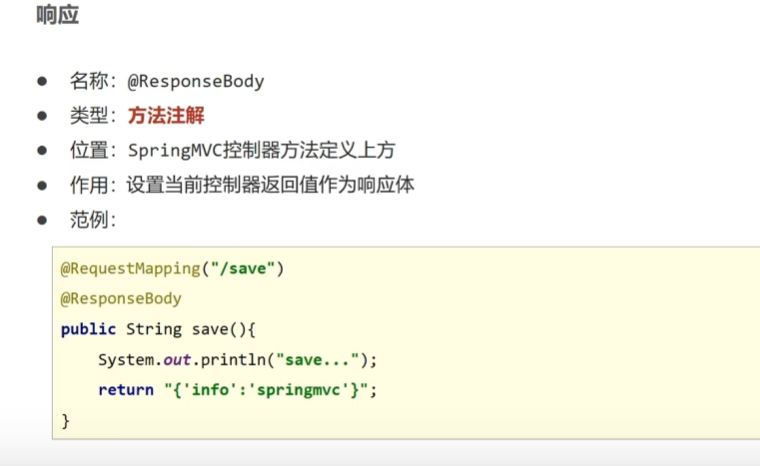 响应
● 名称：@ResponseBody
● 类型：方法注解
● 位置：SpringMVC控制器方法定义上方
● 作用：设置当前控制器返回值作为响应体
● 范例：
@RequestMapping("/save")
@ResponseBody
public String save(){
    System.out.println("save...");
    return "{'info':'springmvc'}";
}